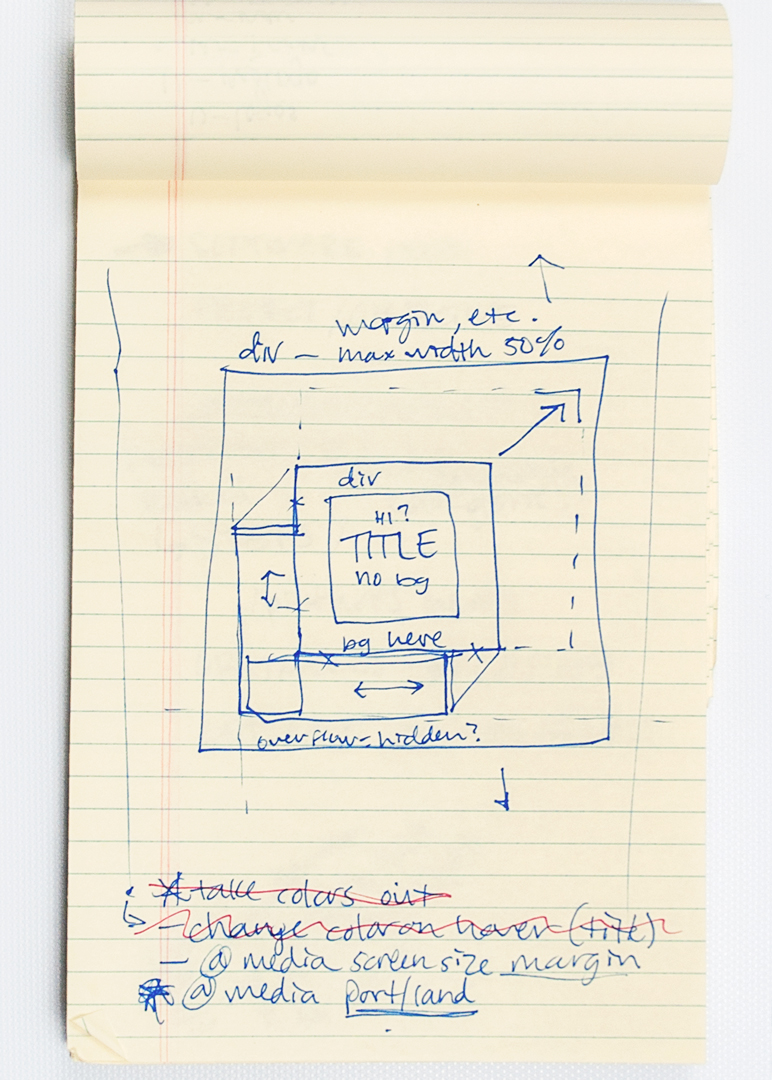 margin, etc.
div – max width 50%
div
H1?
TITLE
no bg
bg here
overflow=hidden?
* take colors out
- change color on hover (title)
- @ media screen size margin
* @ media port/land